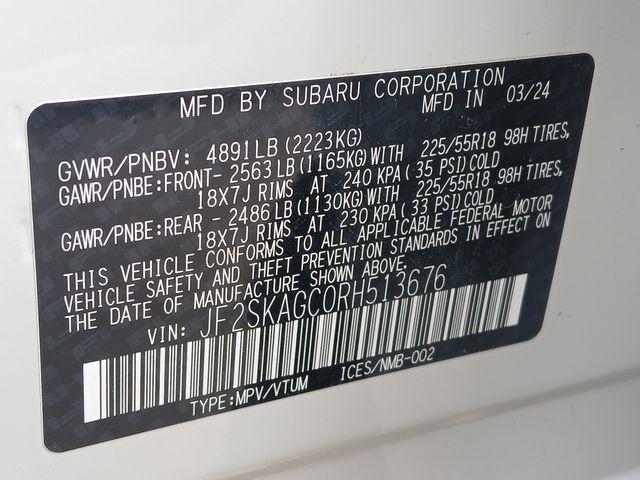 MFD BY SUBARU CORPORATION
MFD IN 03/24
GVWR/PNBV: 4891LB (2223KG)
GAWR/PNBE:FRONT- 2563LB (1165KG)WITH 225/55R18 98H TIRES,
18X7J RIMS AT 240 KPA (35 PSI)COLD
GAWR/PNBE:REAR - 2486LB (1130KG)WITH 225/55R18 98H TIRES,
18X7J RIMS AT 230 KPA (33 PSI)COLD
THIS VEHICLE CONFORMS TO ALL APPLICABLE FEDERAL MOTOR
VEHICLE SAFETY AND THEFT PREVENTION STANDARDS IN EFFECT ON
THE DATE OF MANUFACTURE SHOWN ABOVE.
VIN: JF2SKAGC0RH513676
TYPE:MPV/VTUM ICES/NMB-002